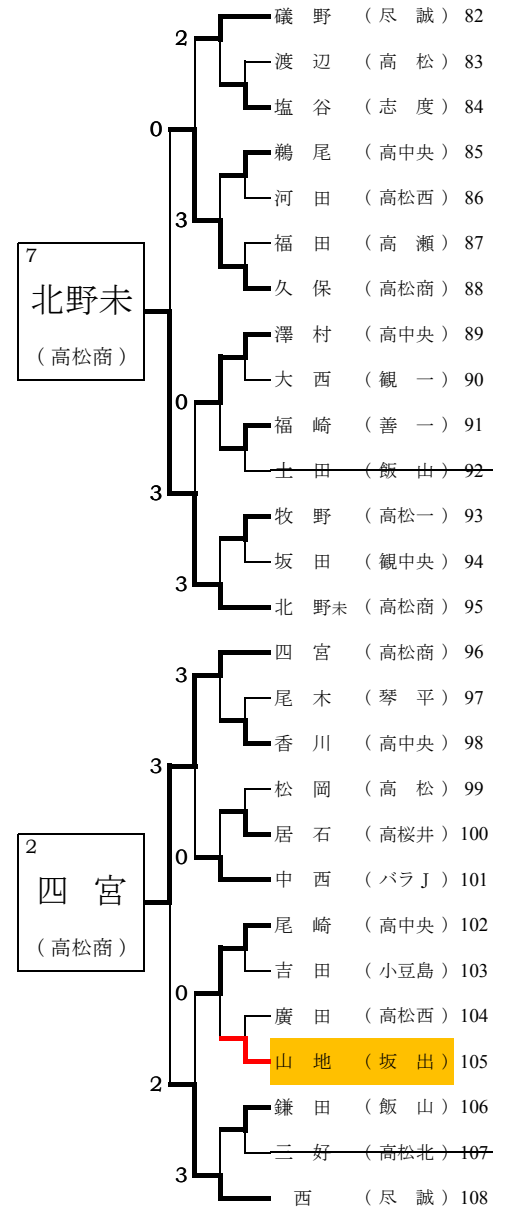 2
礒 野 （ 尽 誠 ） 82
渡 辺 （ 高 松 ） 83
塩 谷 （ 志 度 ） 84
0
鵜 尾 （ 高中央 ） 85
河 田 （ 高松西 ） 86
3
福 田 （ 高 瀬 ） 87
久 保 （ 高松商 ） 88
7
北野未
（ 高松商 ）
澤 村 （ 高中央 ） 89
大 西 （ 観 一 ） 90
0
福 崎 （ 善 一 ） 91
土 田 （ 飯 山 ） 92
3
牧 野 （ 高松一 ） 93
坂 田 （ 観中央 ） 94
3
北 野未 （ 高松商 ） 95
四 宮 （ 高松商 ） 96
3
尾 木 （ 琴 平 ） 97
香 川 （ 高中央 ） 98
3
松 岡 （ 高 松 ） 99
居 石 （ 高桜井 ） 100
0
中 西 （ バラＪ ） 101
2
四 宮
（ 高松商 ）
尾 崎 （ 高中央 ） 102
吉 田 （ 小豆島 ） 103
0
廣 田 （ 高松西 ） 104
山 地 （ 坂 出 ） 105
2
鎌 田 （ 飯 山 ） 106
三 好 （ 高松北 ） 107
3
西 （ 尽 誠 ） 108